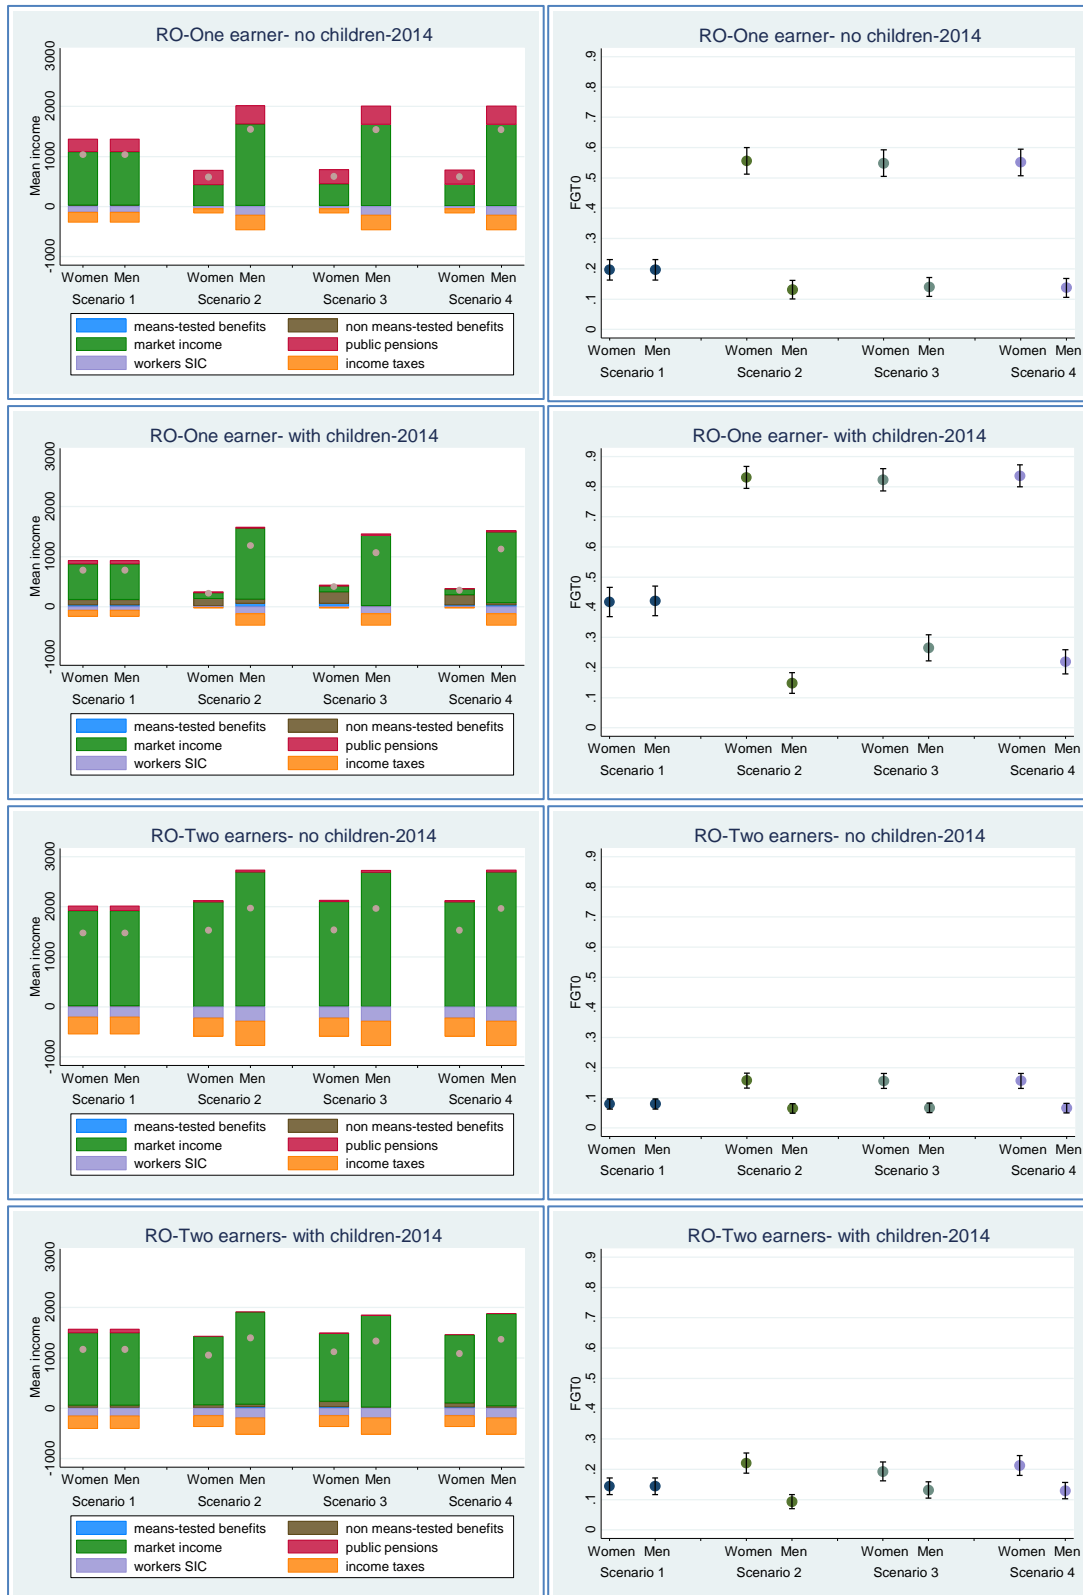 RO-One earner- no children-2014
Mean income
3000
2000
1000
0
-1000
Women Men Women Men Women Men Women Men
Scenario 1 Scenario 2 Scenario 3 Scenario 4
means-tested benefits non means-tested benefits
market income public pensions
workers SIC income taxes
RO-One earner- no children-2014
FGT0
.9
.8
.7
.6
.5
.4
.3
.2
.1
0
Women Men Women Men Women Men Women Men
Scenario 1 Scenario 2 Scenario 3 Scenario 4
RO-One earner- with children-2014
Mean income
3000
2000
1000
0
-1000
Women Men Women Men Women Men Women Men
Scenario 1 Scenario 2 Scenario 3 Scenario 4
means-tested benefits non means-tested benefits
market income public pensions
workers SIC income taxes
RO-One earner- with children-2014
FGT0
.9
.8
.7
.6
.5
.4
.3
.2
.1
0
Women Men Women Men Women Men Women Men
Scenario 1 Scenario 2 Scenario 3 Scenario 4
RO-Two earners- no children-2014
Mean income
3000
2000
1000
0
-1000
Women Men Women Men Women Men Women Men
Scenario 1 Scenario 2 Scenario 3 Scenario 4
means-tested benefits non means-tested benefits
market income public pensions
workers SIC income taxes
RO-Two earners- no children-2014
FGT0
.9
.8
.7
.6
.5
.4
.3
.2
.1
0
Women Men Women Men Women Men Women Men
Scenario 1 Scenario 2 Scenario 3 Scenario 4
RO-Two earners- with children-2014
Mean income
3000
2000
1000
0
-1000
Women Men Women Men Women Men Women Men
Scenario 1 Scenario 2 Scenario 3 Scenario 4
means-tested benefits non means-tested benefits
market income public pensions
workers SIC income taxes
RO-Two earners- with children-2014
FGT0
.9
.8
.7
.6
.5
.4
.3
.2
.1
0
Women Men Women Men Women Men Women Men
Scenario 1 Scenario 2 Scenario 3 Scenario 4